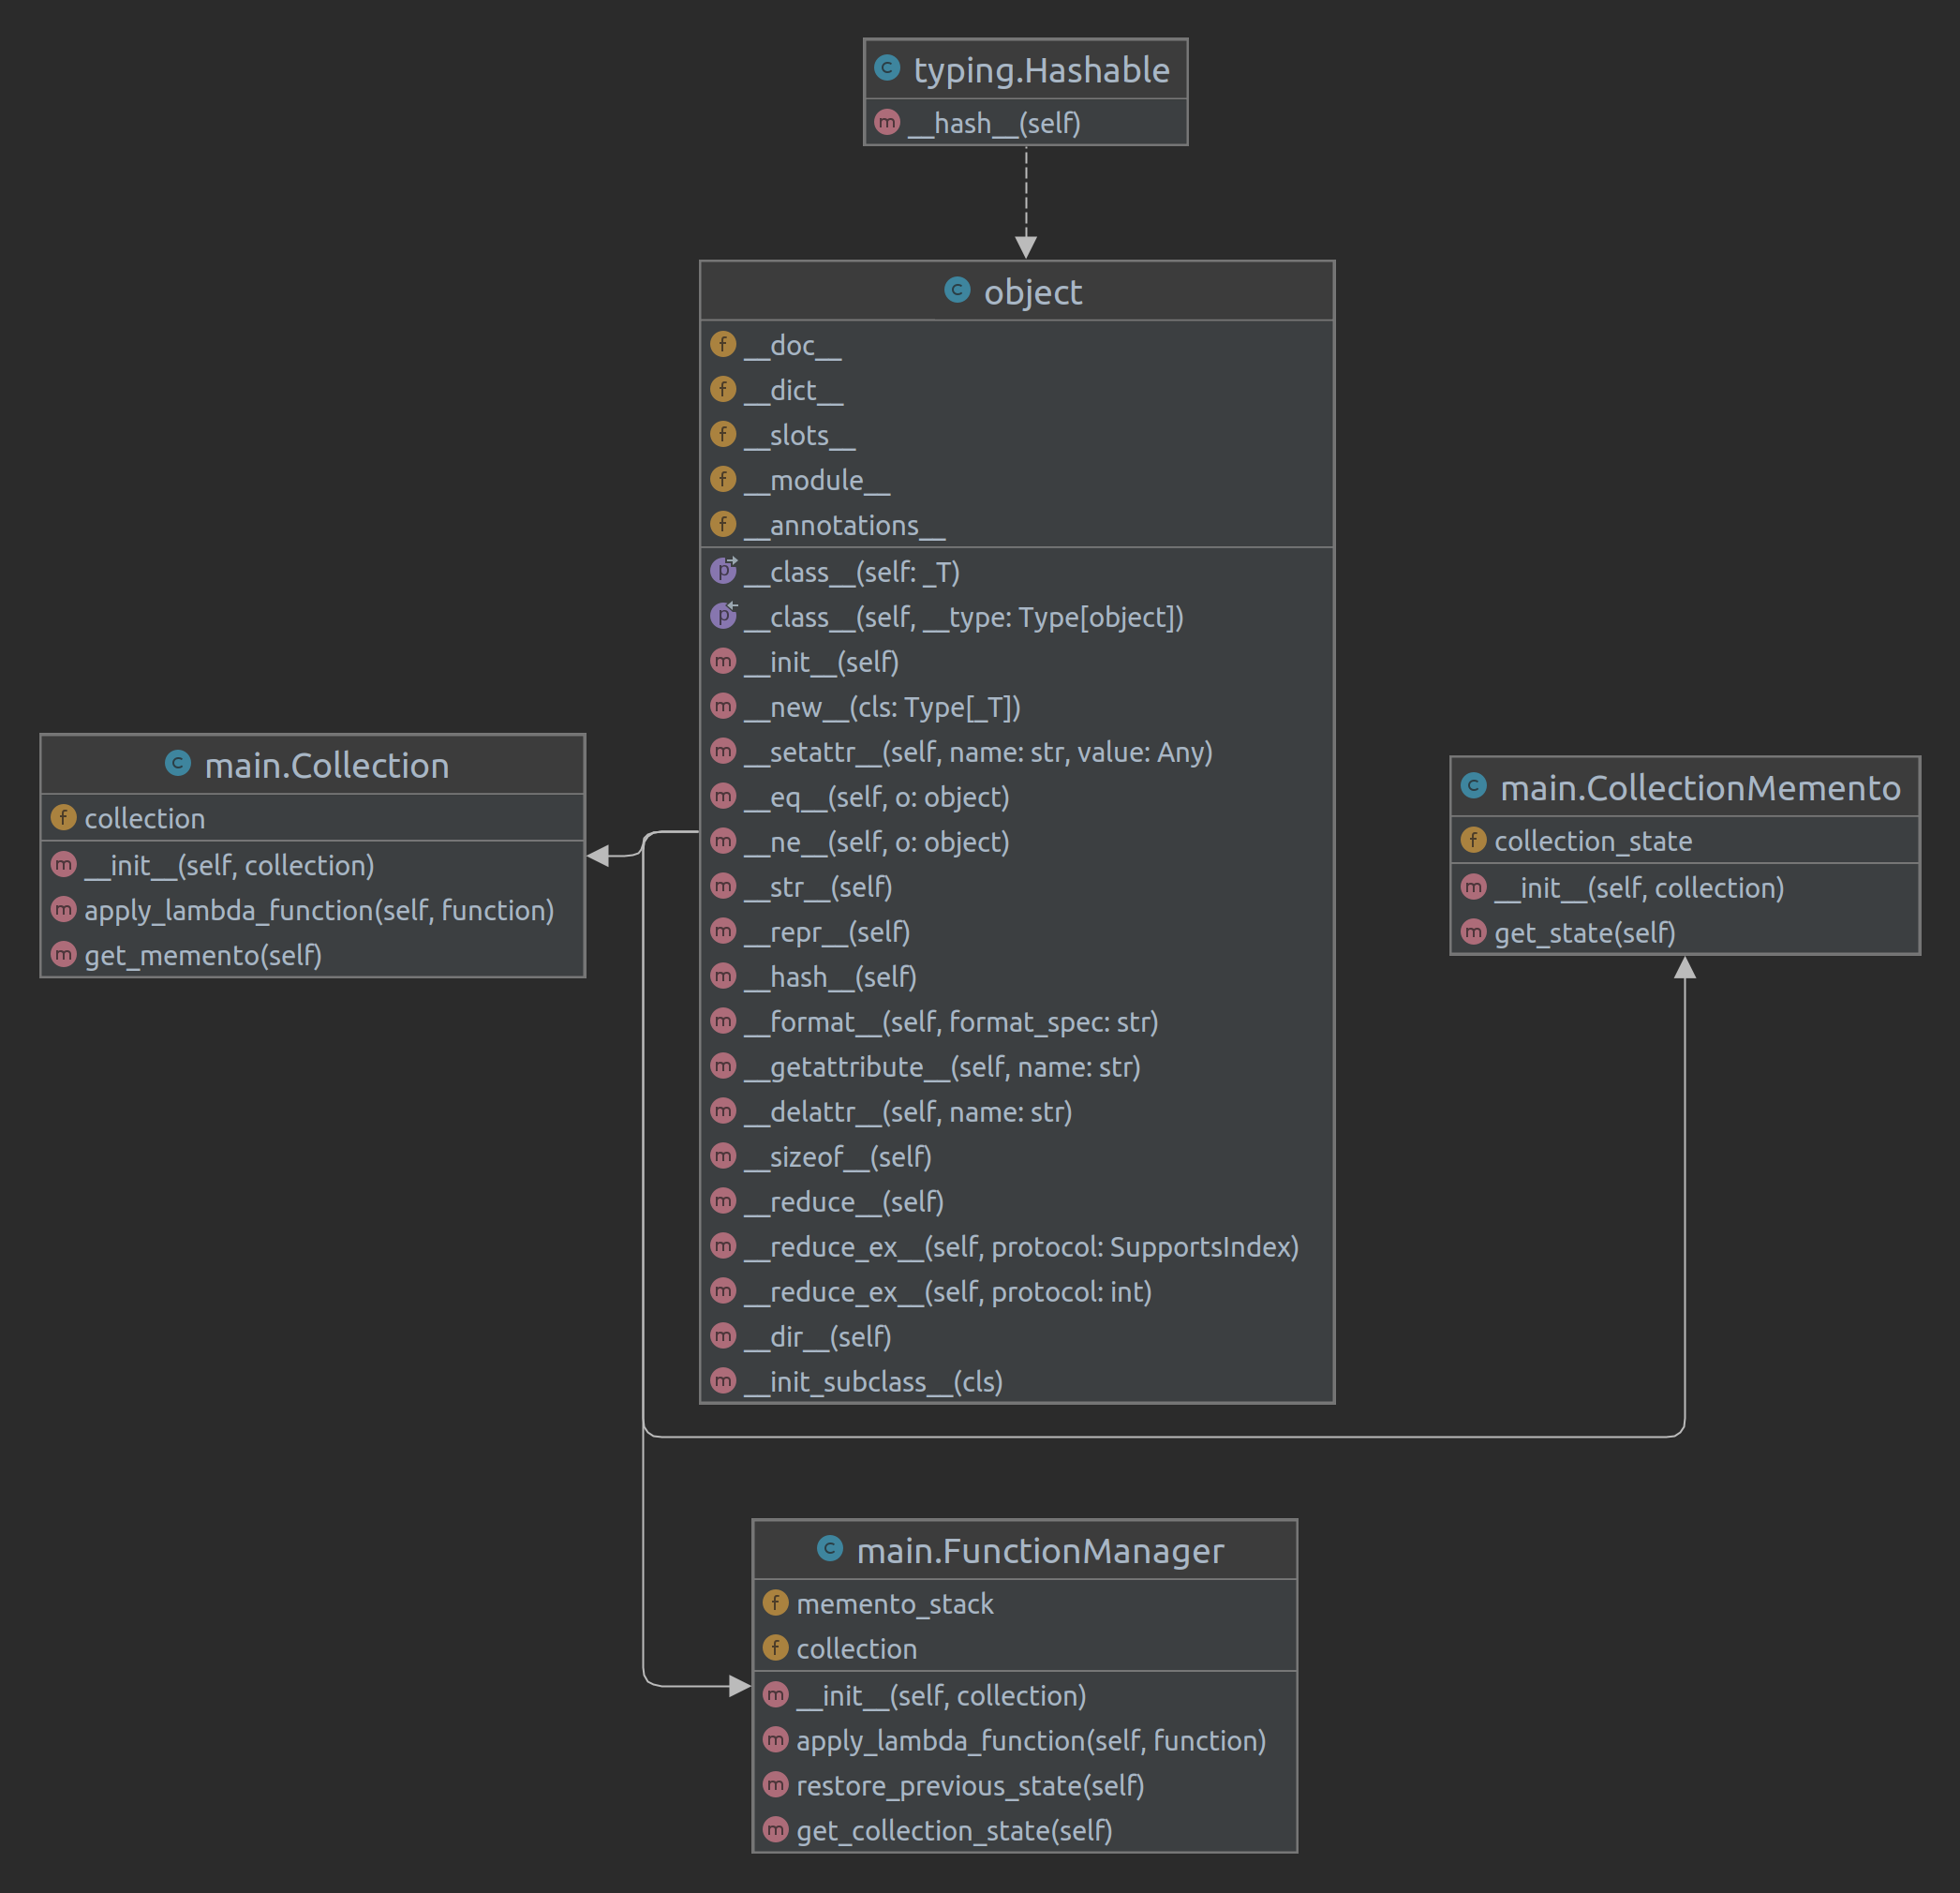 typing.Hashable
__hash__(self)
object
__doc__
__dict__
__slots__
__module__
__annotations__
__class__(self: _T)
__class__(self, __type: Type[object])
__init__(self)
__new__(cls: Type[_T])
__setattr__(self, name: str, value: Any)
__eq__(self, o: object)
__ne__(self, o: object)
__str__(self)
__repr__(self)
__hash__(self)
__format__(self, format_spec: str)
__getattribute__(self, name: str)
__delattr__(self, name: str)
__sizeof__(self)
__reduce__(self)
__reduce_ex__(self, protocol: SupportsIndex)
__reduce_ex__(self, protocol: int)
__dir__(self)
__init_subclass__(cls)
main.Collection
collection
__init__(self, collection)
apply_lambda_function(self, function)
get_memento(self)
main.CollectionMemento
collection_state
__init__(self, collection)
get_state(self)
main.FunctionManager
memento_stack
collection
__init__(self, collection)
apply_lambda_function(self, function)
restore_previous_state(self)
get_collection_state(self)